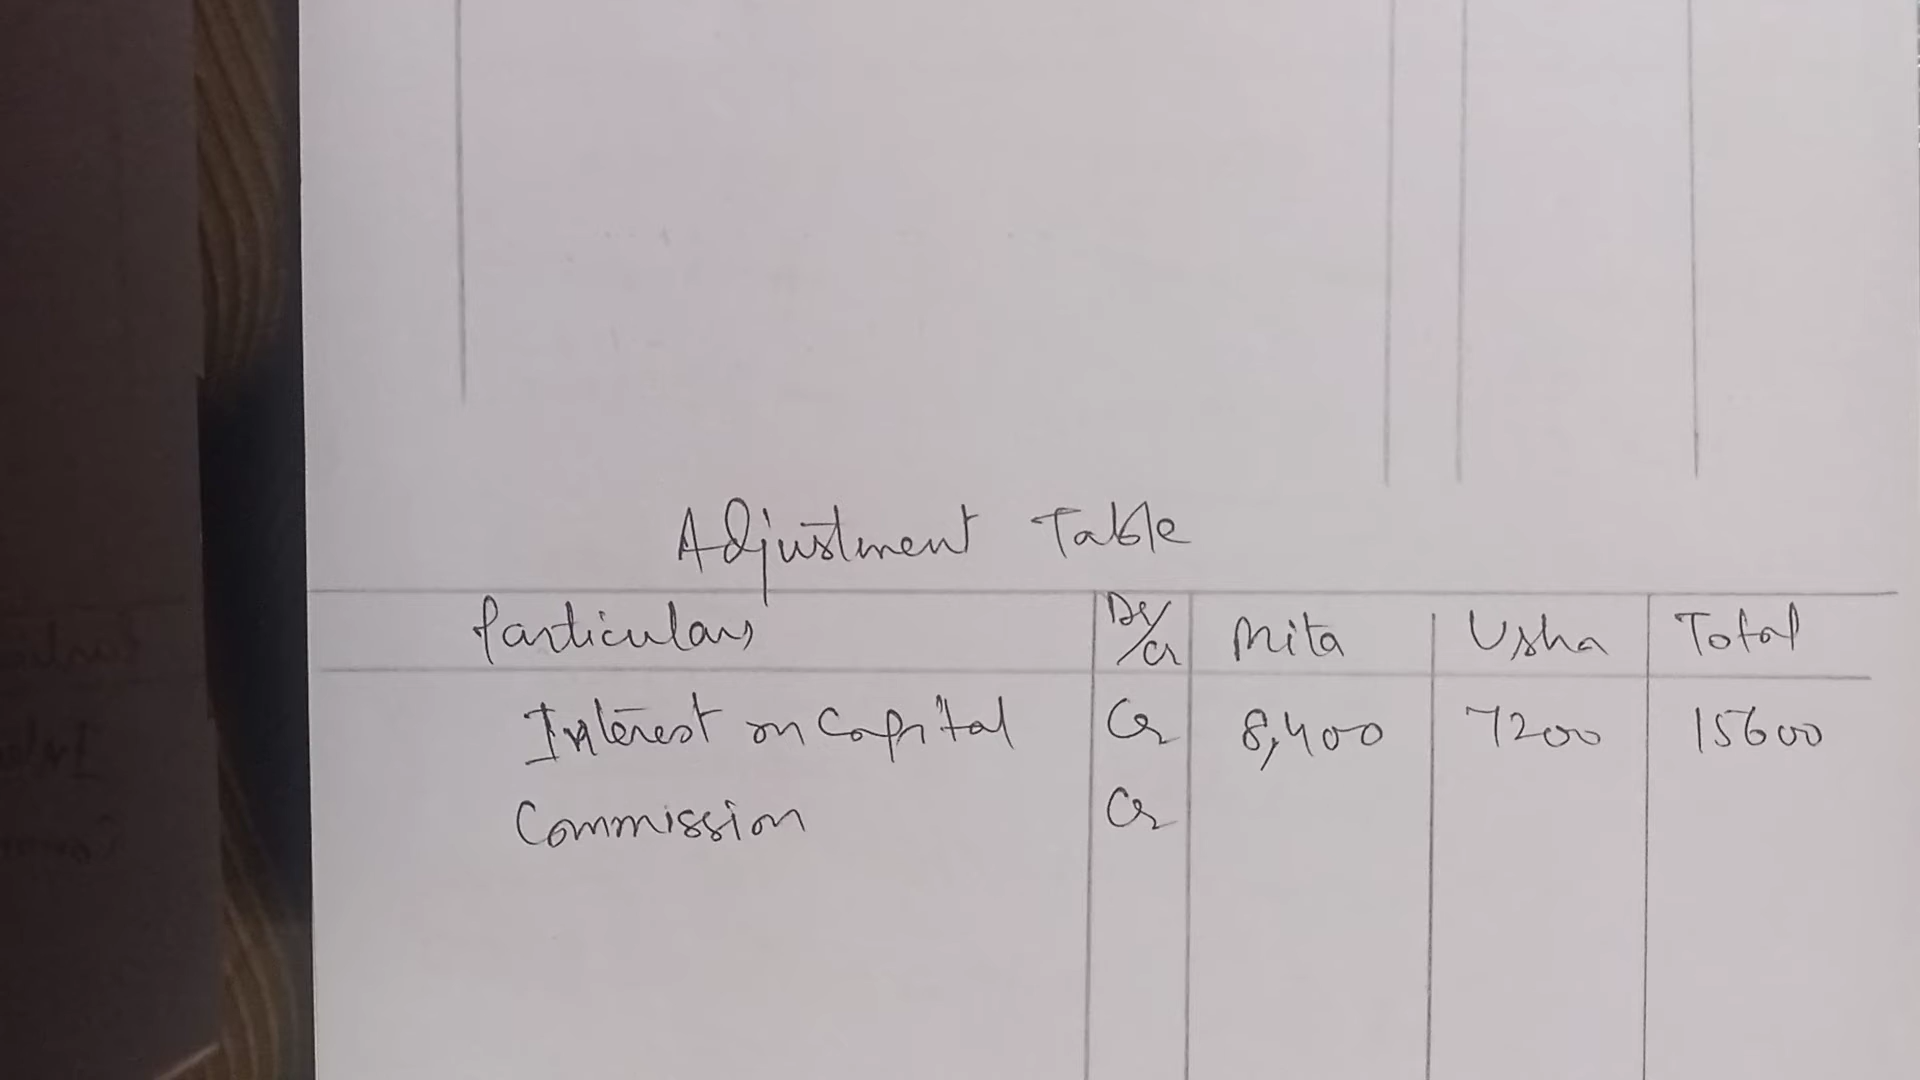 Adjustment Table
Particulars Dr/Cr Mita Usha Total
Interest on Capital Cr 8,400 7200 15600
Commission Cr